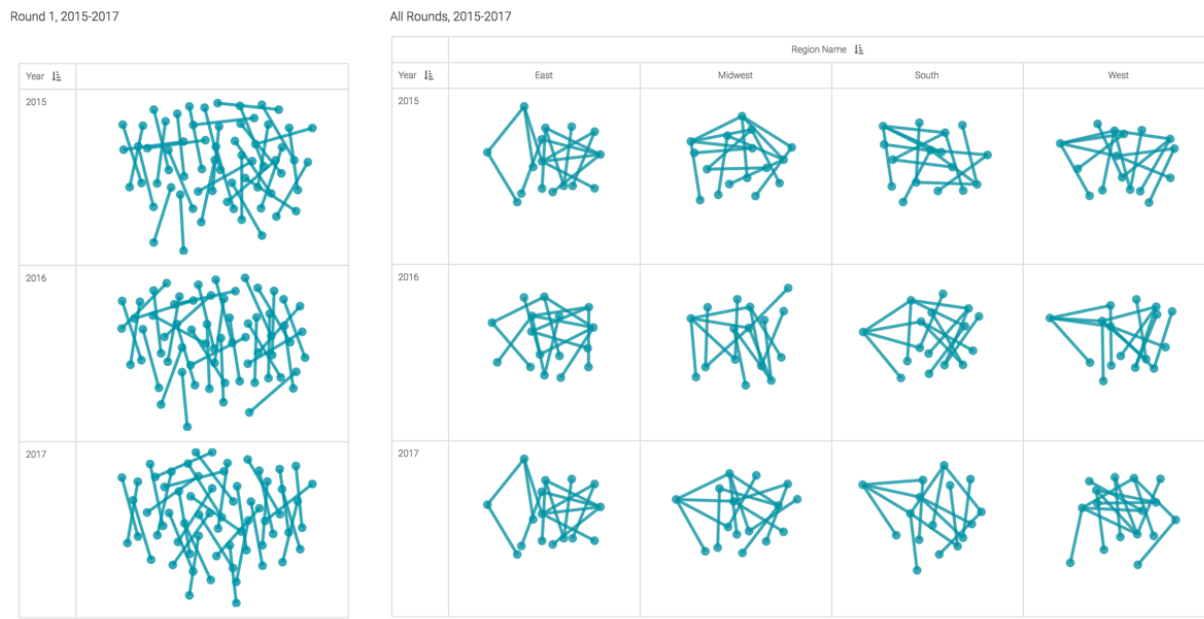 Round 1, 2015-2017
Year
2015
2016
2017
All Rounds, 2015-2017
Region Name
Year
East
Midwest
South
West
2015
2016
2017